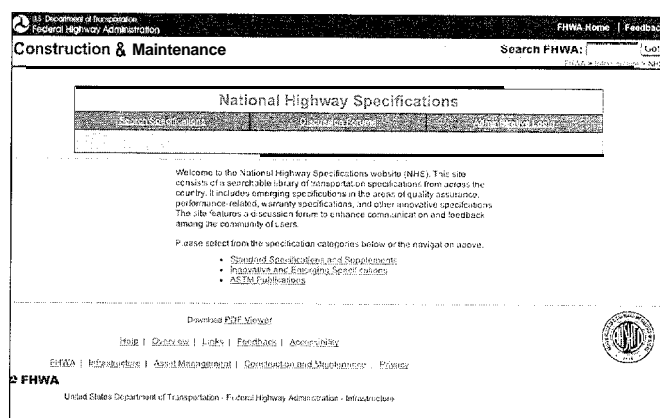 U.S. Department of Transportation
Federal Highway Administration
FHWA Home | Feedback
Construction & Maintenance
Search FHWA: Go!
National Highway Specifications
Search Specifications Discussion Forum Administrative Login
Welcome to the National Highway Specifications website (NHS). This site
consists of a searchable library of transportation specifications from across the
country. It includes emerging specifications in the areas of quality assurance,
performance-related, warranty specifications, and other innovative specifications.
The site features a discussion forum to enhance communication and feedback
among the community of users.
Please select from the specification categories below or the navigation above.
• Standard Specifications and Supplements
• Innovative and Emerging Specifications
• ASTM Publications
Download PDF Viewer
Help | Overview | Links | Feedback | Accessibility
FHWA | Infrastructure | Asset Management | Construction and Maintenance | Privacy
FHWA
United States Department of Transportation - Federal Highway Administration - Infrastructure